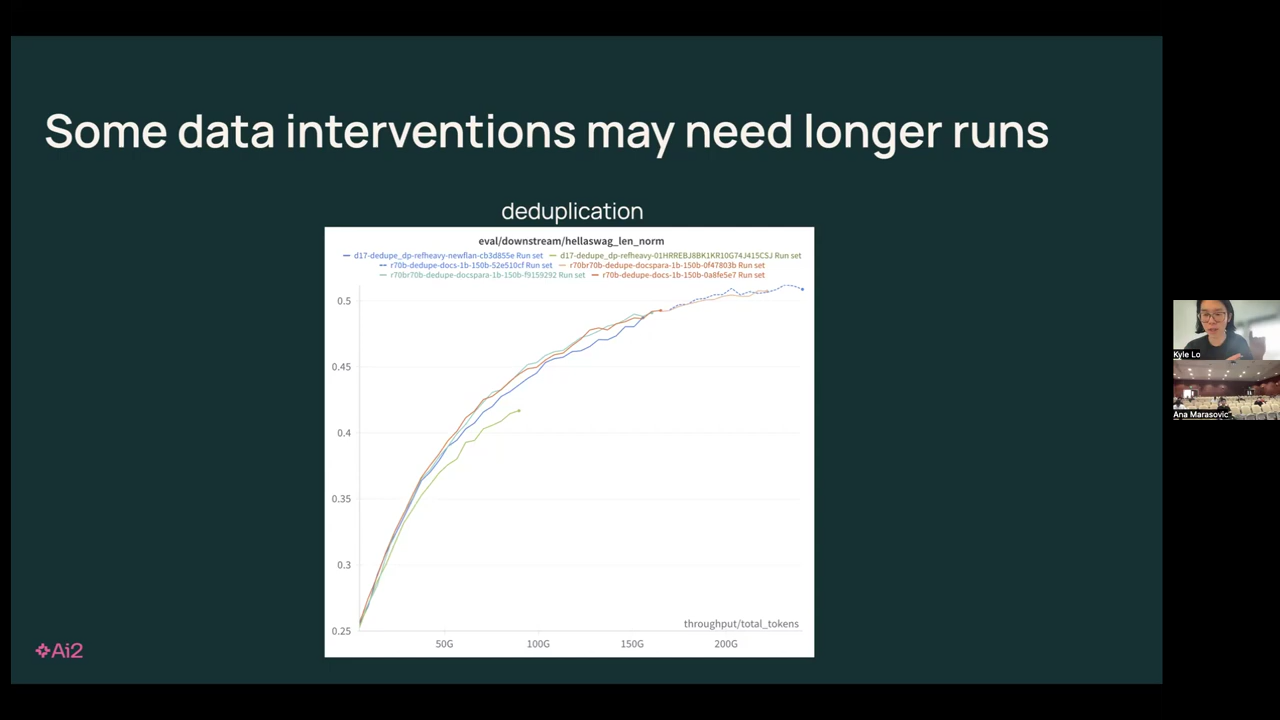 Some data interventions may need longer runs
deduplication
eval/downstream/hellaswag_len_norm
d17-dedupe_dp-refheavy-newflan-cb3d855e Run set d17-dedupe_dp-refheavy-01HRREBJ8BK1KR10G74J415CSJ Run set
r70b-dedupe-docs-1b-150b-52e510cf Run set r70br70b-dedupe-docspara-1b-150b-0f47803b Run set
r70br70b-dedupe-docspara-1b-150b-f9159292 Run set r70b-dedupe-docs-1b-150b-0a8fe5e7 Run set
0.5
0.45
0.4
0.35
0.3
0.25
throughput/total_tokens
50G 100G 150G 200G
Ai2
Kyle Lo
Ana Marasovic